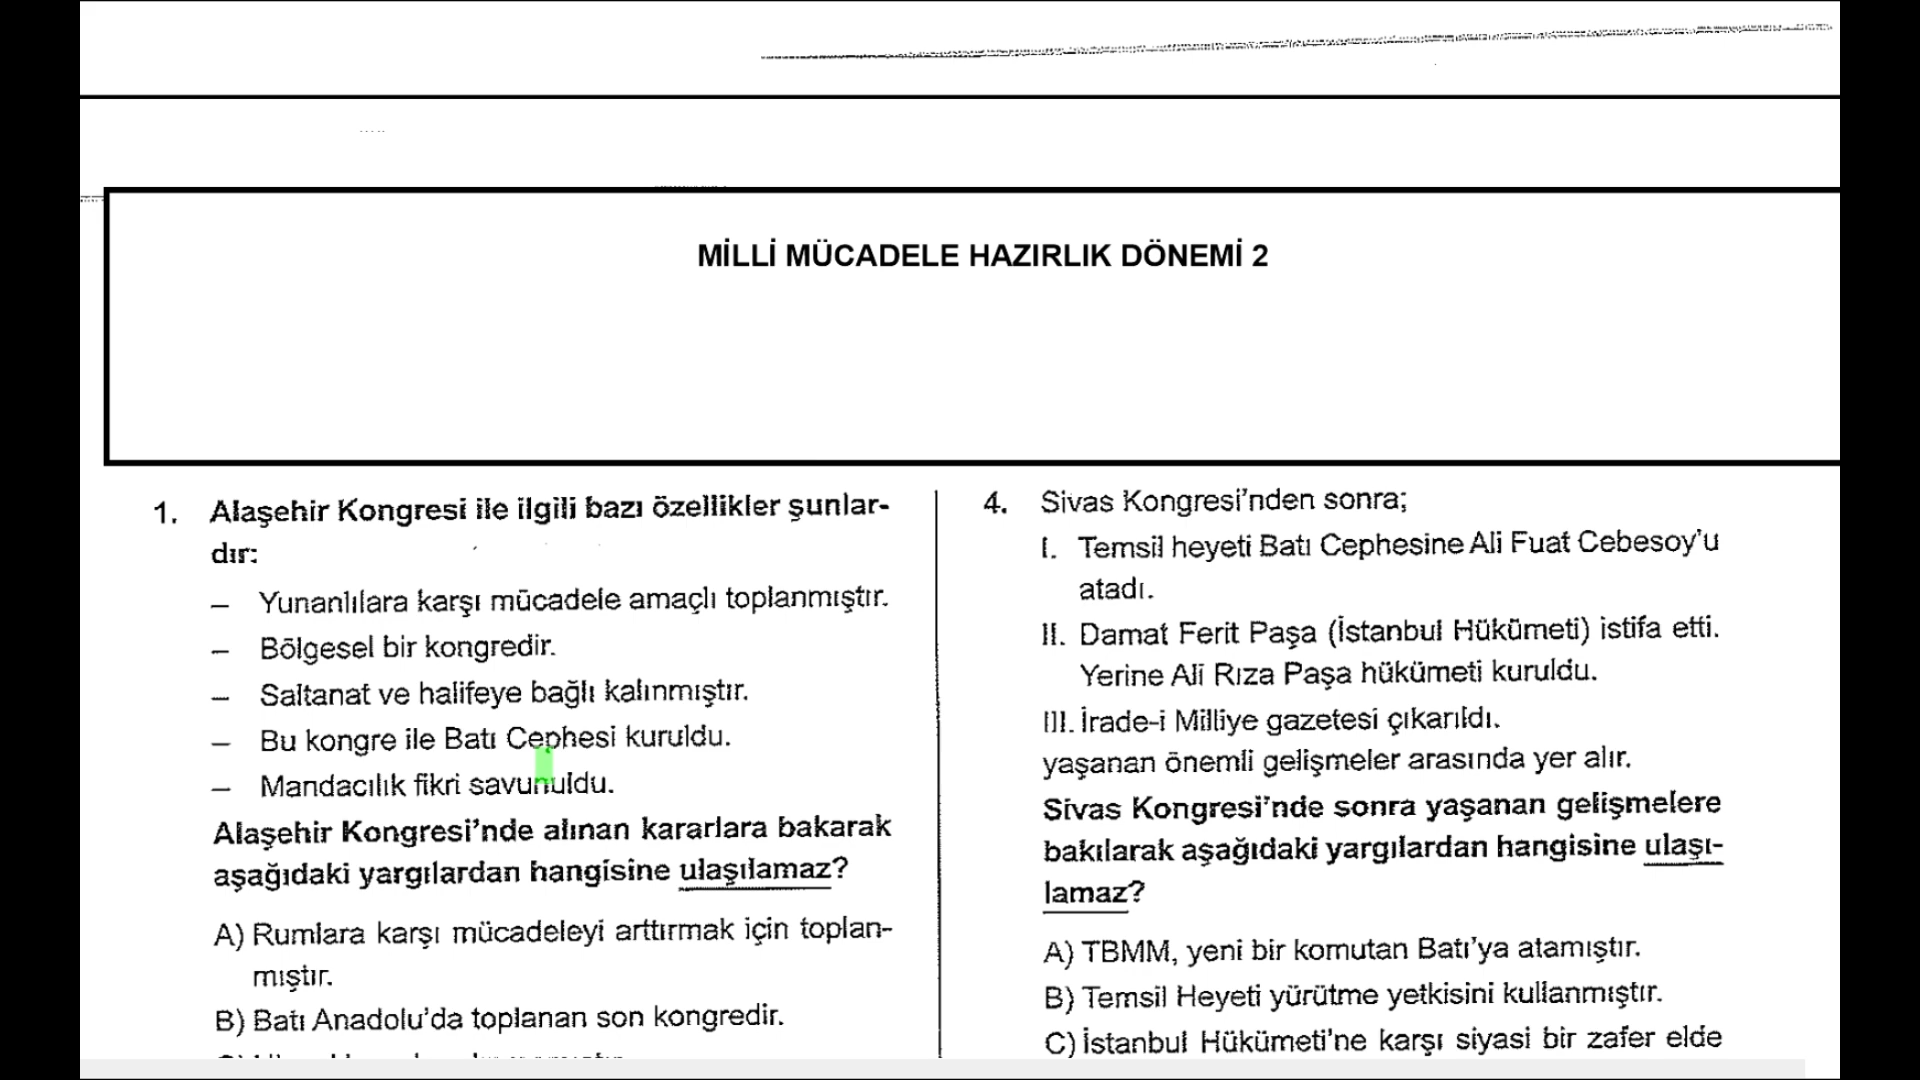 MİLLİ MÜCADELE HAZIRLIK DÖNEMİ 2
1. Alaşehir Kongresi ile ilgili bazı özellikler şunlar-
dır:
– Yunanlılara karşı mücadele amaçlı toplanmıştır.
– Bölgesel bir kongredir.
– Saltanat ve halifeye bağlı kalınmıştır.
– Bu kongre ile Batı Cephesi kuruldu.
– Mandacılık fikri savunuldu.
Alaşehir Kongresi'nde alınan kararlara bakarak
aşağıdaki yargılardan hangisine ulaşılamaz?
A) Rumlara karşı mücadeleyi arttırmak için toplan-
mıştır.
B) Batı Anadolu'da toplanan son kongredir.
4. Sivas Kongresi'nden sonra;
I. Temsil heyeti Batı Cephesine Ali Fuat Cebesoy'u
atadı.
II. Damat Ferit Paşa (İstanbul Hükümeti) istifa etti.
Yerine Ali Rıza Paşa hükümeti kuruldu.
III. İrade-i Milliye gazetesi çıkarıldı.
yaşanan önemli gelişmeler arasında yer alır.
Sivas Kongresi'nde sonra yaşanan gelişmelere
bakılarak aşağıdaki yargılardan hangisine ulaşı-
lamaz?
A) TBMM, yeni bir komutan Batı'ya atamıştır.
B) Temsil Heyeti yürütme yetkisini kullanmıştır.
C) İstanbul Hükümeti'ne karşı siyasi bir zafer elde